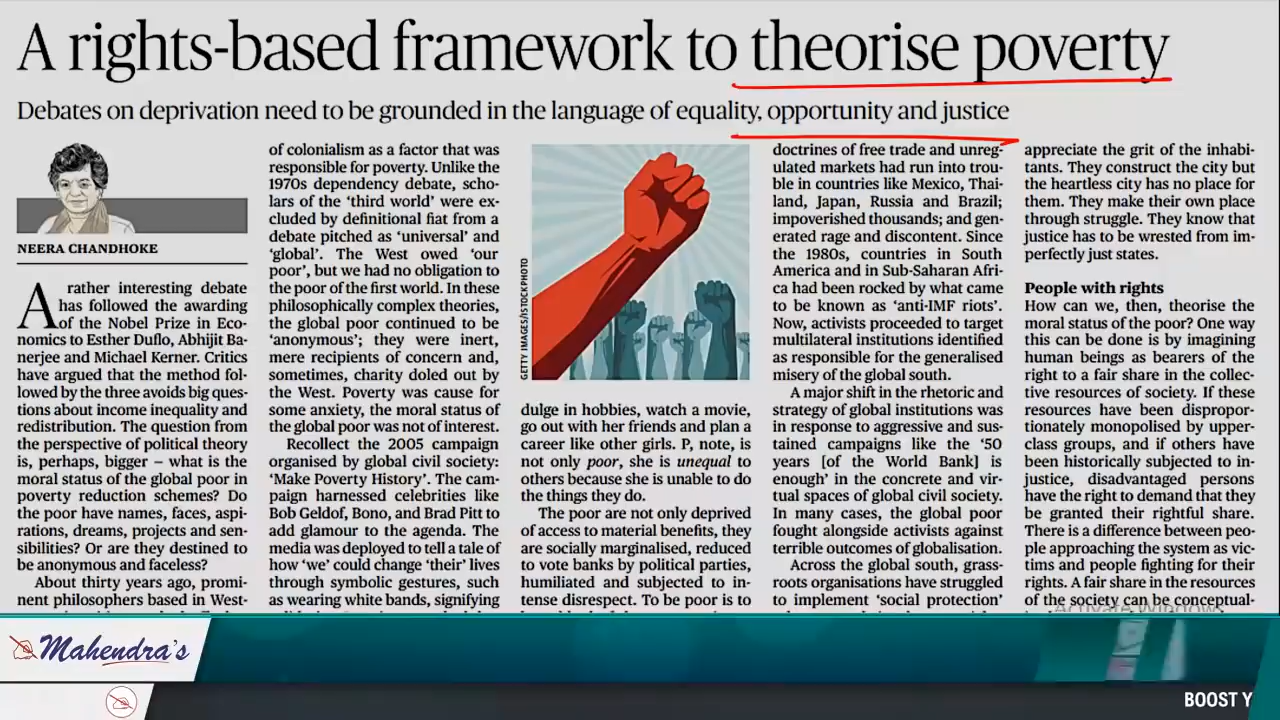 A rights-based framework to theorise poverty
Debates on deprivation need to be grounded in the language of equality, opportunity and justice
NEERA CHANDHOKE
A rather interesting debate
has followed the awarding
of the Nobel Prize in Eco-
nomics to Esther Duflo, Abhijit Ba-
nerjee and Michael Kerner. Critics
have argued that the method fol-
lowed by the three avoids big ques-
tions about income inequality and
redistribution. The question from
the perspective of political theory
is, perhaps, bigger – what is the
moral status of the global poor in
poverty reduction schemes? Do
the poor have names, faces, aspi-
rations, dreams, projects and sen-
sibilities? Or are they destined to
be anonymous and faceless?
About thirty years ago, promi-
nent philosophers based in West-
of colonialism as a factor that was
responsible for poverty. Unlike the
1970s dependency debate, scho-
lars of the ‘third world’ were ex-
cluded by definitional fiat from a
debate pitched as ‘universal’ and
‘global’. The West owed ‘our
poor’, but we had no obligation to
the poor of the first world. In these
philosophically complex theories,
the global poor continued to be
‘anonymous’; they were inert,
mere recipients of concern and,
sometimes, charity doled out by
the West. Poverty was cause for
some anxiety, the moral status of
the global poor was not of interest.
Recollect the 2005 campaign
organised by global civil society:
‘Make Poverty History’. The cam-
paign harnessed celebrities like
Bob Geldof, Bono, and Brad Pitt to
add glamour to the agenda. The
media was deployed to tell a tale of
how ‘we’ could change ‘their’ lives
through symbolic gestures, such
as wearing white bands, signifying
GETTY IMAGES/ISTOCKPHOTO
dulge in hobbies, watch a movie,
go out with her friends and plan a
career like other girls. P, note, is
not only poor, she is unequal to
others because she is unable to do
the things they do.
The poor are not only deprived
of access to material benefits, they
are socially marginalised, reduced
to vote banks by political parties,
humiliated and subjected to in-
tense disrespect. To be poor is to
doctrines of free trade and unreg-
ulated markets had run into trou-
ble in countries like Mexico, Thai-
land, Japan, Russia and Brazil;
impoverished thousands; and gen-
erated rage and discontent. Since
the 1980s, countries in South
America and in Sub-Saharan Afri-
ca had been rocked by what came
to be known as ‘anti-IMF riots’.
Now, activists proceeded to target
multilateral institutions identified
as responsible for the generalised
misery of the global south.
A major shift in the rhetoric and
strategy of global institutions was
in response to aggressive and sus-
tained campaigns like the ‘50
years [of the World Bank] is
enough’ in the concrete and vir-
tual spaces of global civil society.
In many cases, the global poor
fought alongside activists against
terrible outcomes of globalisation.
Across the global south, grass-
roots organisations have struggled
to implement ‘social protection’
appreciate the grit of the inhabi-
tants. They construct the city but
the heartless city has no place for
them. They make their own place
through struggle. They know that
justice has to be wrested from im-
perfectly just states.
People with rights
How can we, then, theorise the
moral status of the poor? One way
this can be done is by imagining
human beings as bearers of the
right to a fair share in the collec-
tive resources of society. If these
resources have been dispropor-
tionately monopolised by upper-
class groups, and if others have
been historically subjected to in-
justice, disadvantaged persons
have the right to demand that they
be granted their rightful share.
There is a difference between peo-
ple approaching the system as vic-
tims and people fighting for their
rights. A fair share in the resources
of the society can be conceptual-
Activate Windows
Mahendra's
BOOST Y